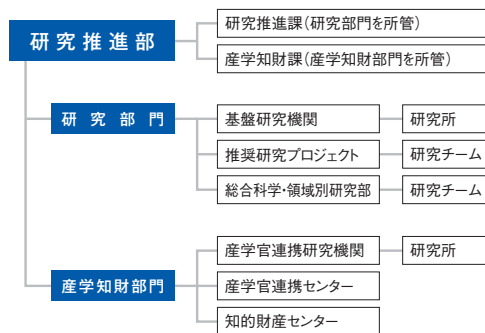 研究推進部
研究推進課（研究部門を所管）
産学知財課（産学知財部門を所管）
研究部門
基盤研究機関
研究所
推奨研究プロジェクト
研究チーム
総合科学・領域別研究部
研究チーム
産学知財部門
産学官連携研究機関
研究所
産学官連携センター
知的財産センター